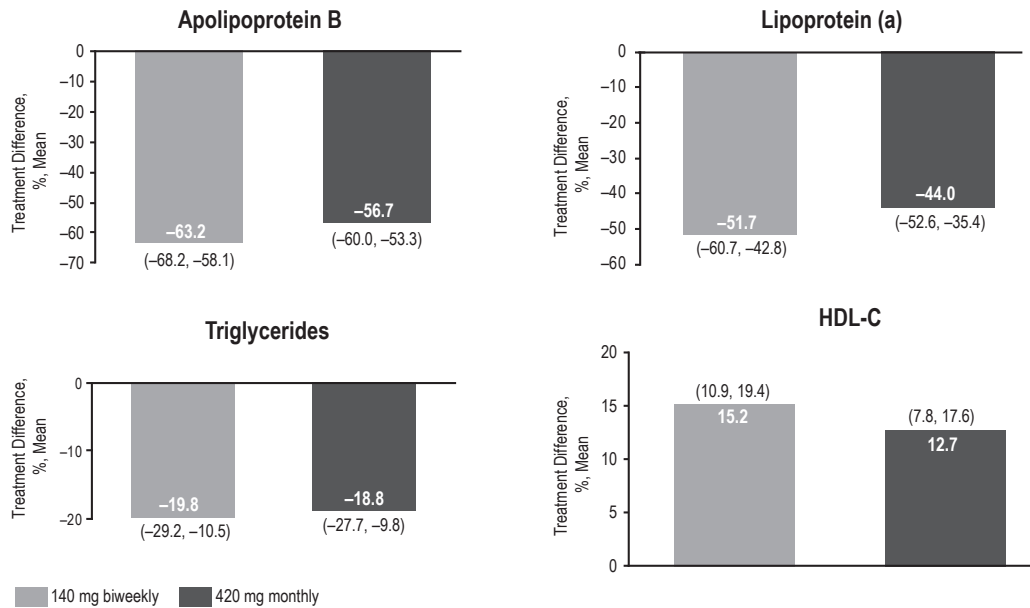 Apolipoprotein B
Treatment Difference,
%, Mean
0
–10
–20
–30
–40
–50
–60
–70
–63.2
(–68.2, –58.1)
–56.7
(–60.0, –53.3)
Lipoprotein (a)
Treatment Difference,
%, Mean
0
–10
–20
–30
–40
–50
–60
–51.7
(–60.7, –42.8)
–44.0
(–52.6, –35.4)
Triglycerides
Treatment Difference,
%, Mean
0
–10
–20
–19.8
(–29.2, –10.5)
–18.8
(–27.7, –9.8)
HDL-C
Treatment Difference,
%, Mean
20
15
10
5
0
(10.9, 19.4)
15.2
(7.8, 17.6)
12.7
140 mg biweekly
420 mg monthly